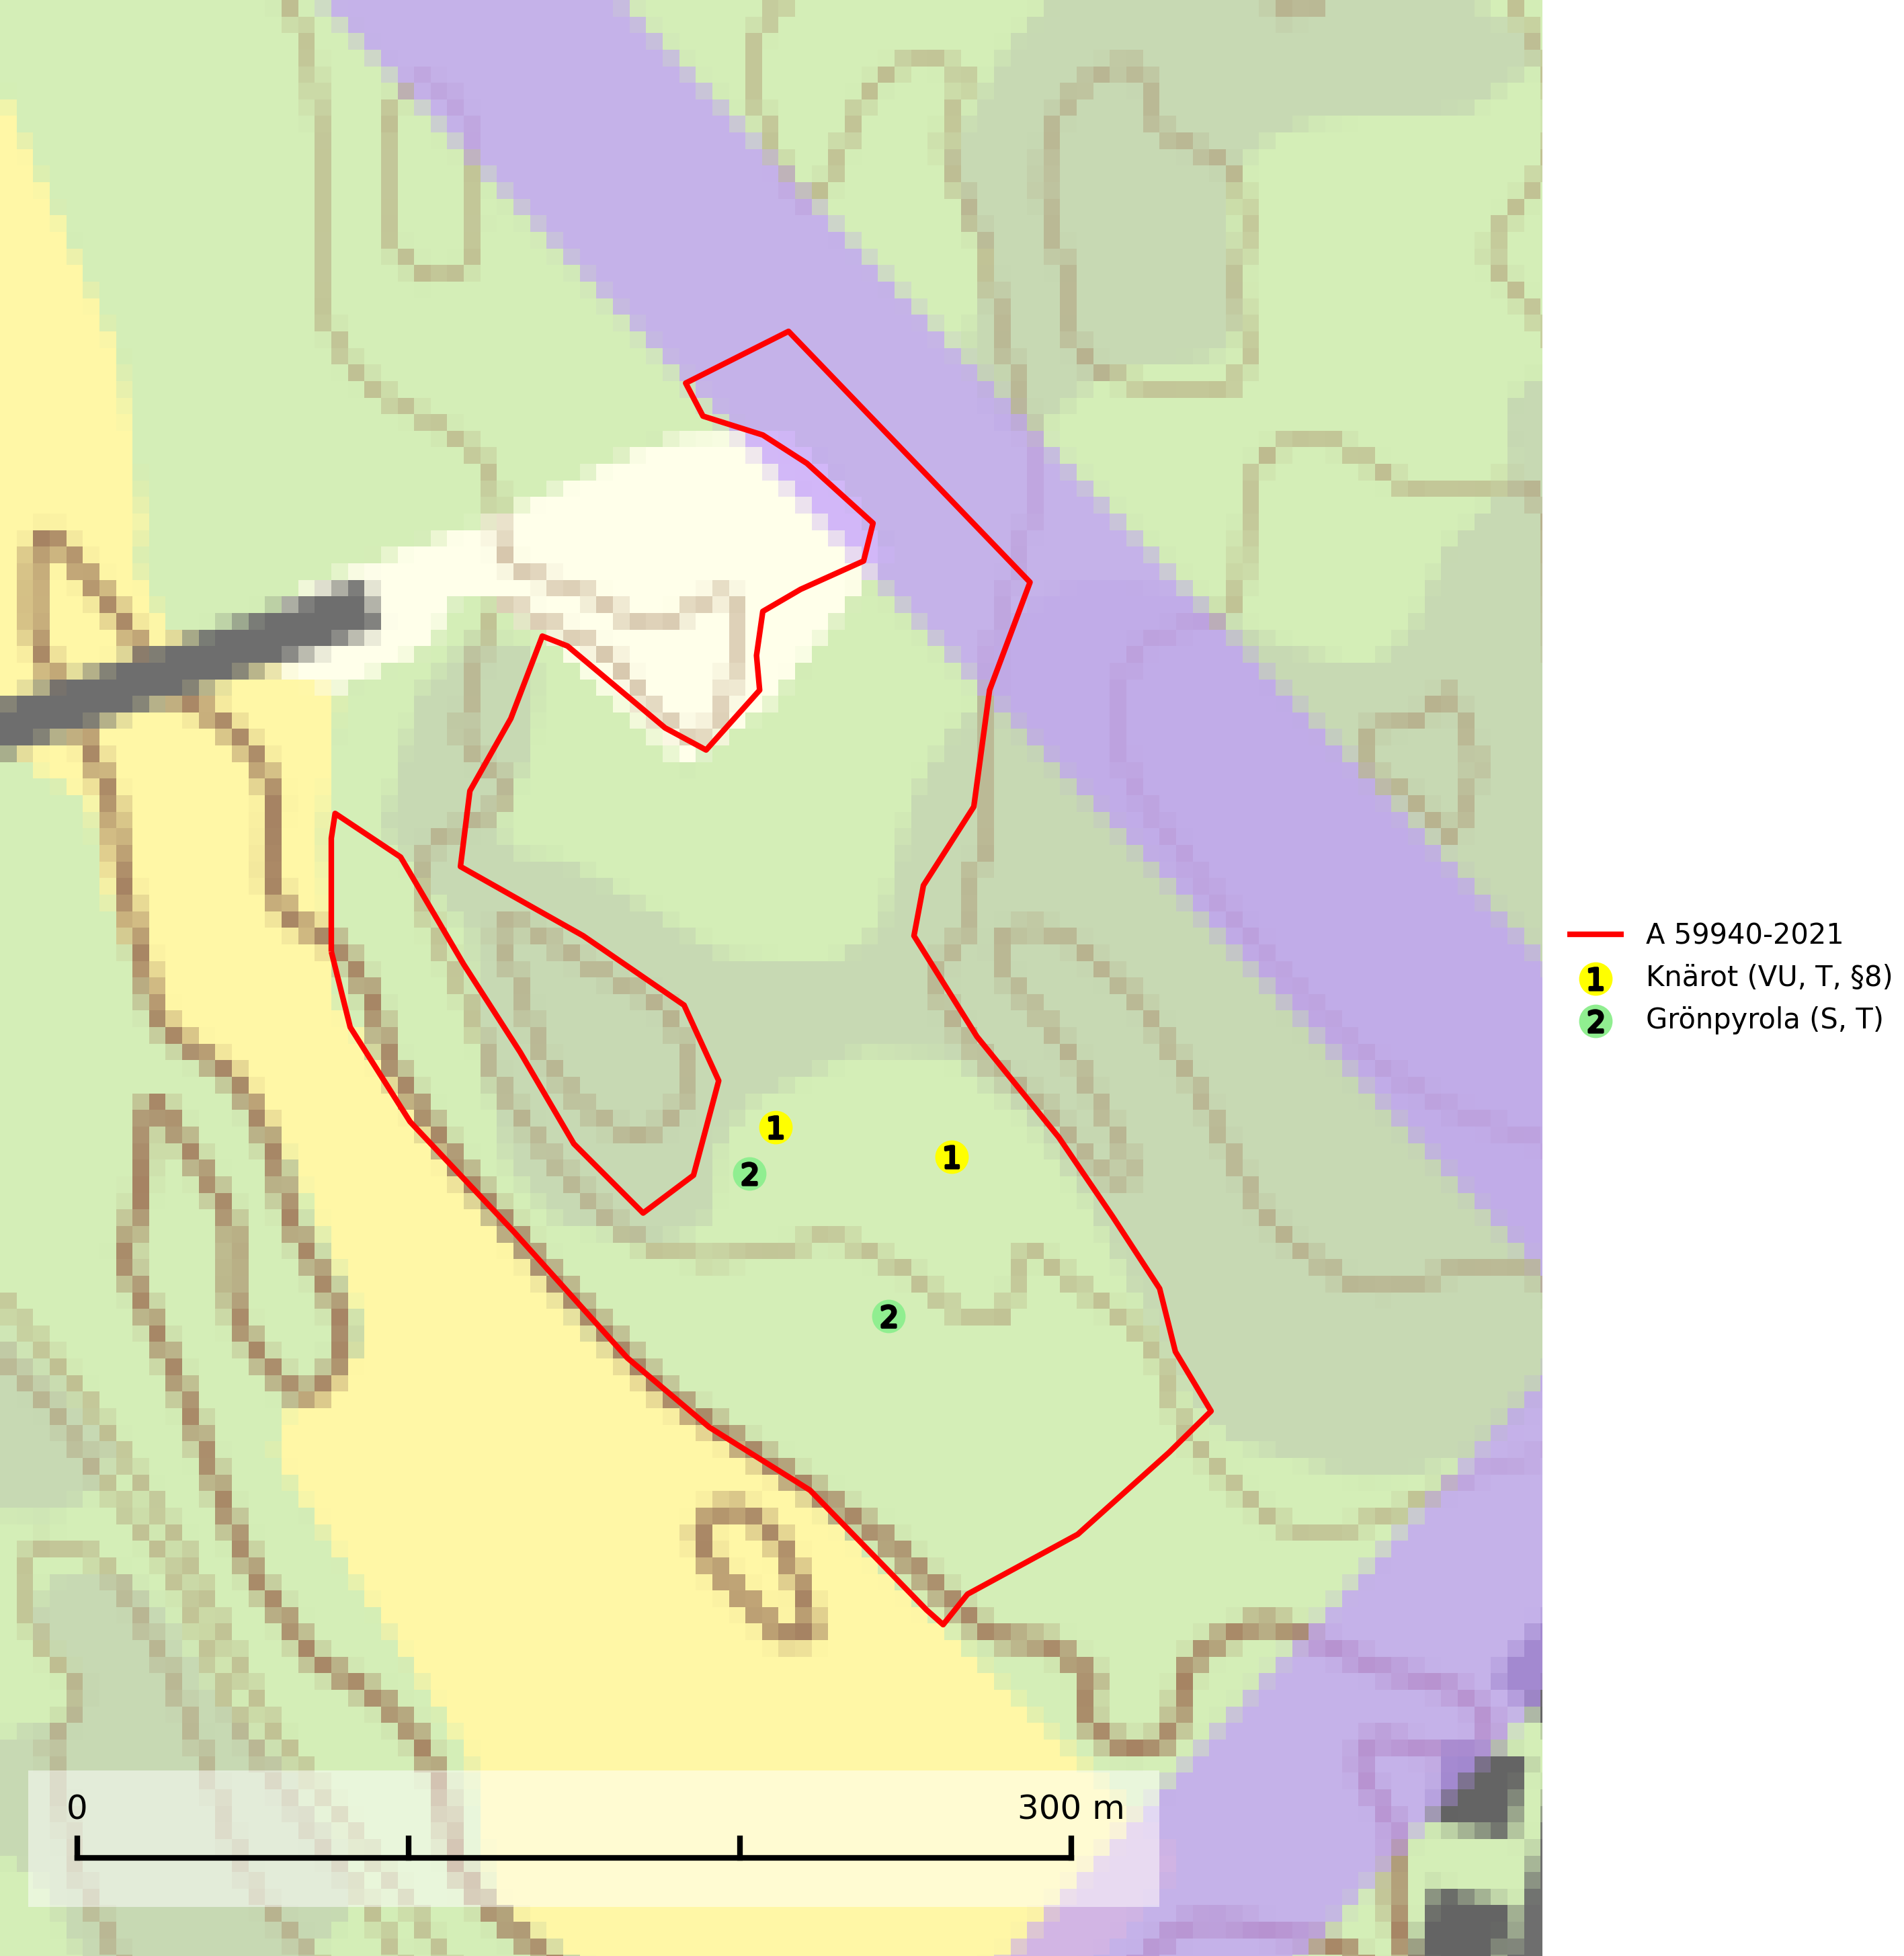 1
1
2
2
0 300 m
A 59940-2021
1 Knärot (VU, T, §8)
2 Grönpyrola (S, T)